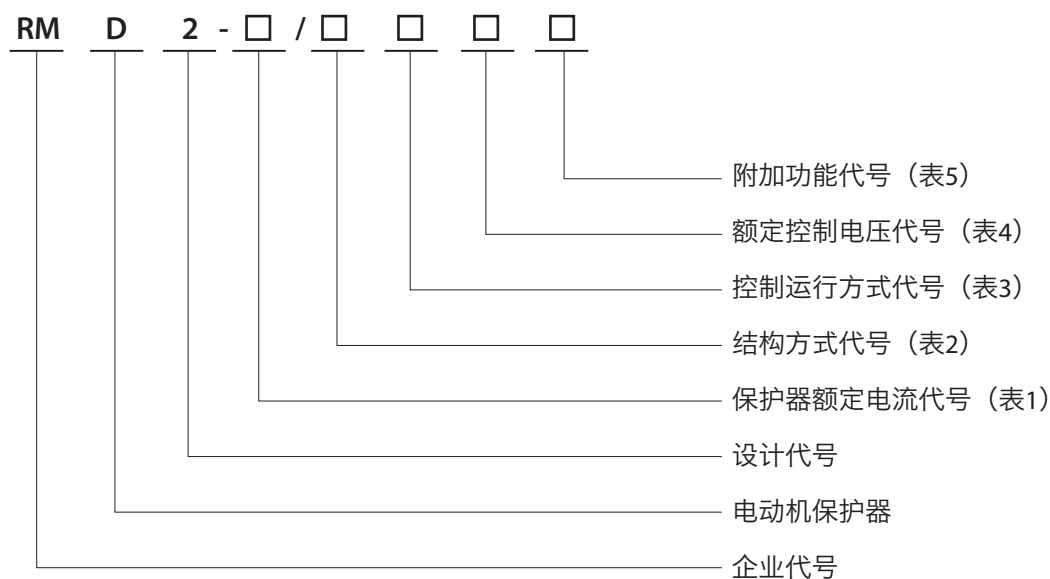 RM D 2 - □ / □ □ □ □
附加功能代号（表5）
额定控制电压代号（表4）
控制运行方式代号（表3）
结构方式代号（表2）
保护器额定电流代号（表1）
设计代号
电动机保护器
企业代号